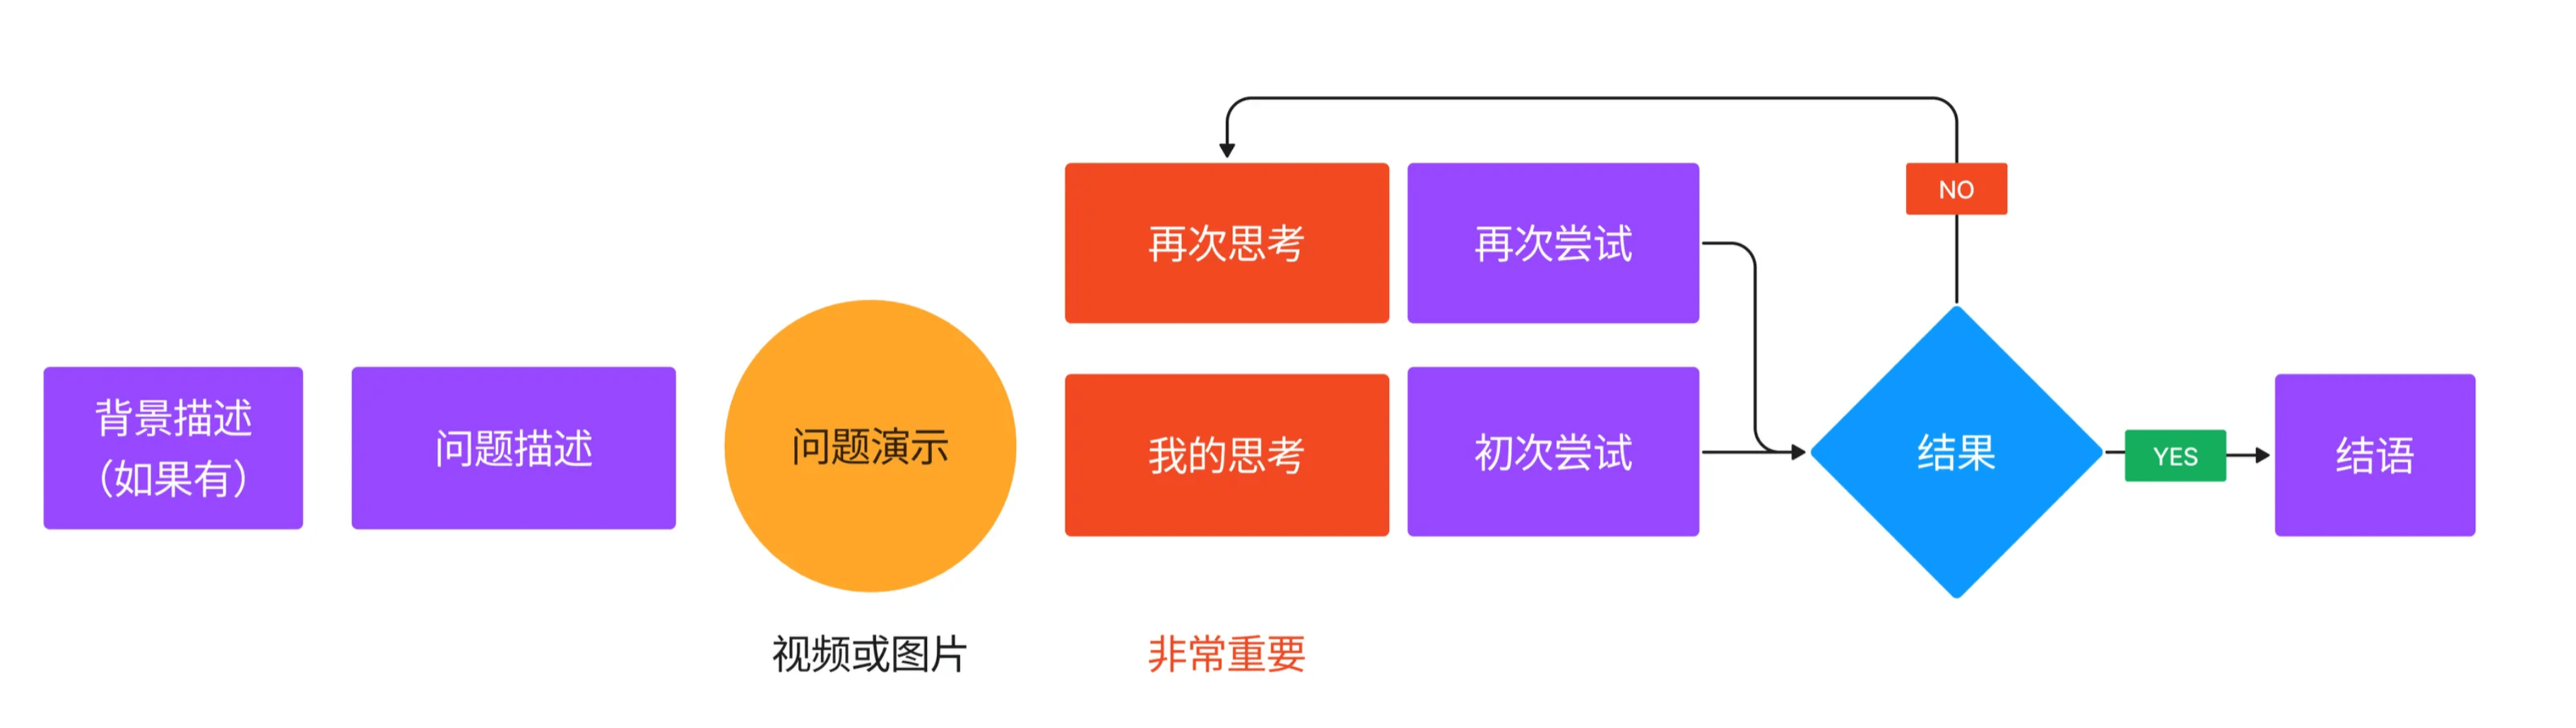 背景描述
（如果有）
问题描述
问题演示
视频或图片
再次思考
再次尝试
我的思考
初次尝试
非常重要
NO
结果
YES
结语